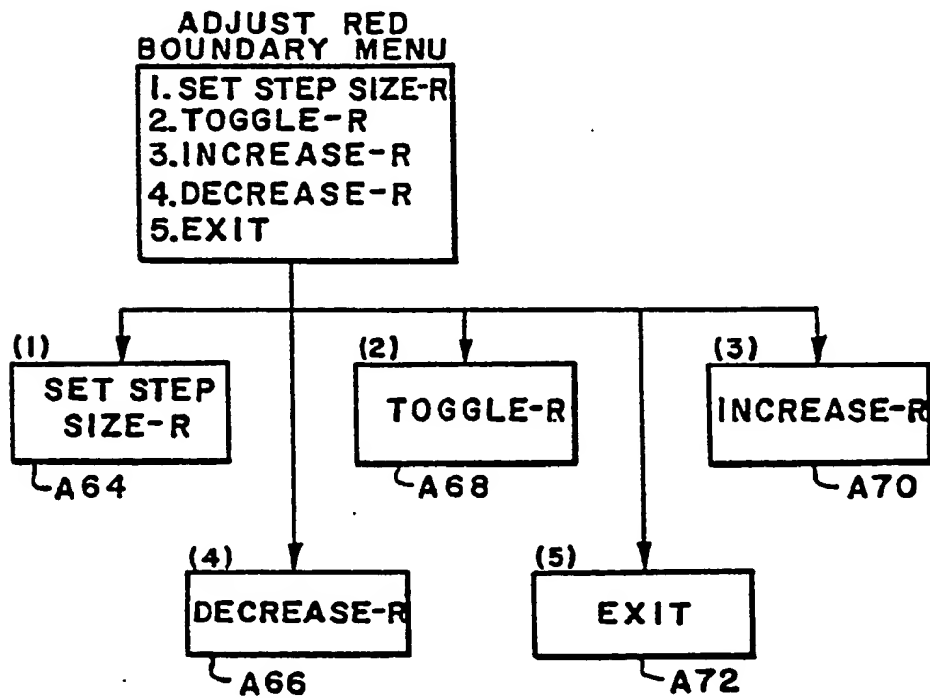 ADJUST RED
BOUNDARY MENU
1. SET STEP SIZE-R
2. TOGGLE-R
3. INCREASE-R
4. DECREASE-R
5. EXIT
(1)
SET STEP
SIZE-R
A64
(2)
TOGGLE-R
A68
(3)
INCREASE-R
A70
(4)
DECREASE-R
A66
(5)
EXIT
A72